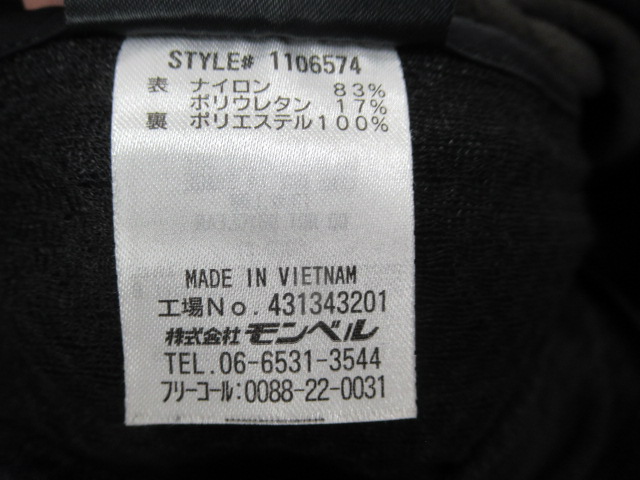 STYLE# 1106574
表 ナイロン 83%
ポリウレタン 17%
裏 ポリエステル100%
MADE IN VIETNAM
工場No. 431343201
株式会社 モンベル
TEL.06-6531-3544
フリーコール:0088-22-0031